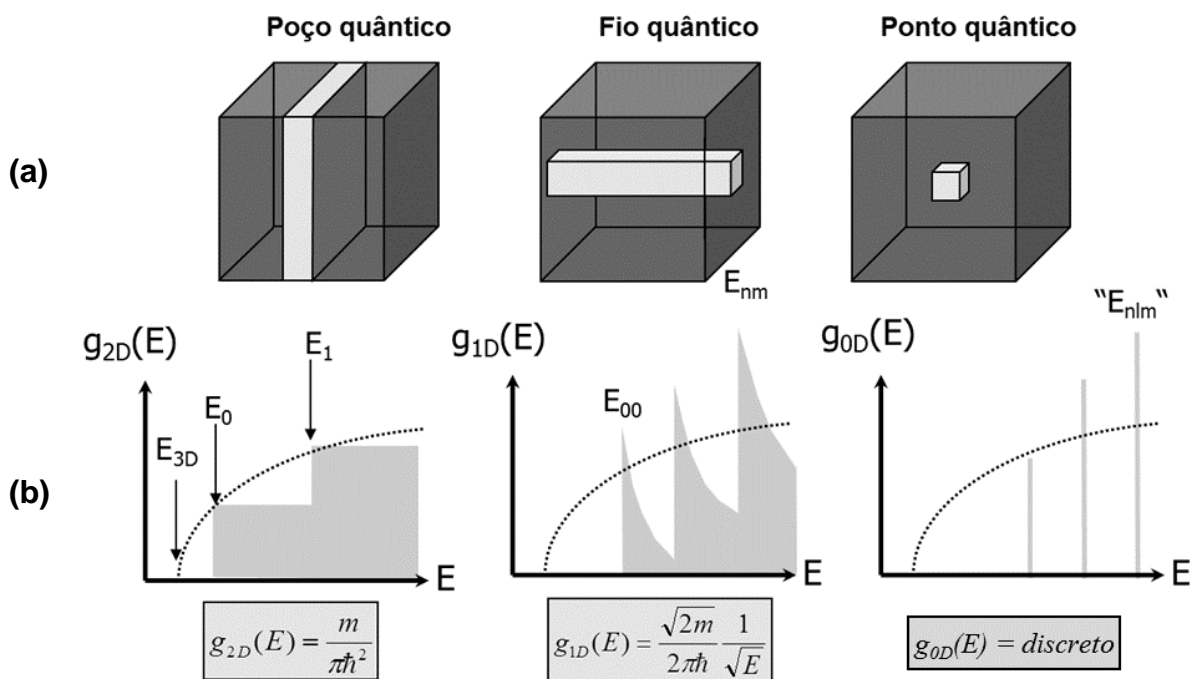 Poço quântico
Fio quântico
Ponto quântico
(a)
E_nm
"E_nlm"
g_2D(E)
E_1
E_0
E_3D
E
g_1D(E)
E_00
E
g_0D(E)
E
(b)
g_2D(E) = m / πħ²
g_1D(E) = √2m / 2πħ 1 / √E
g_0D(E) = discreto